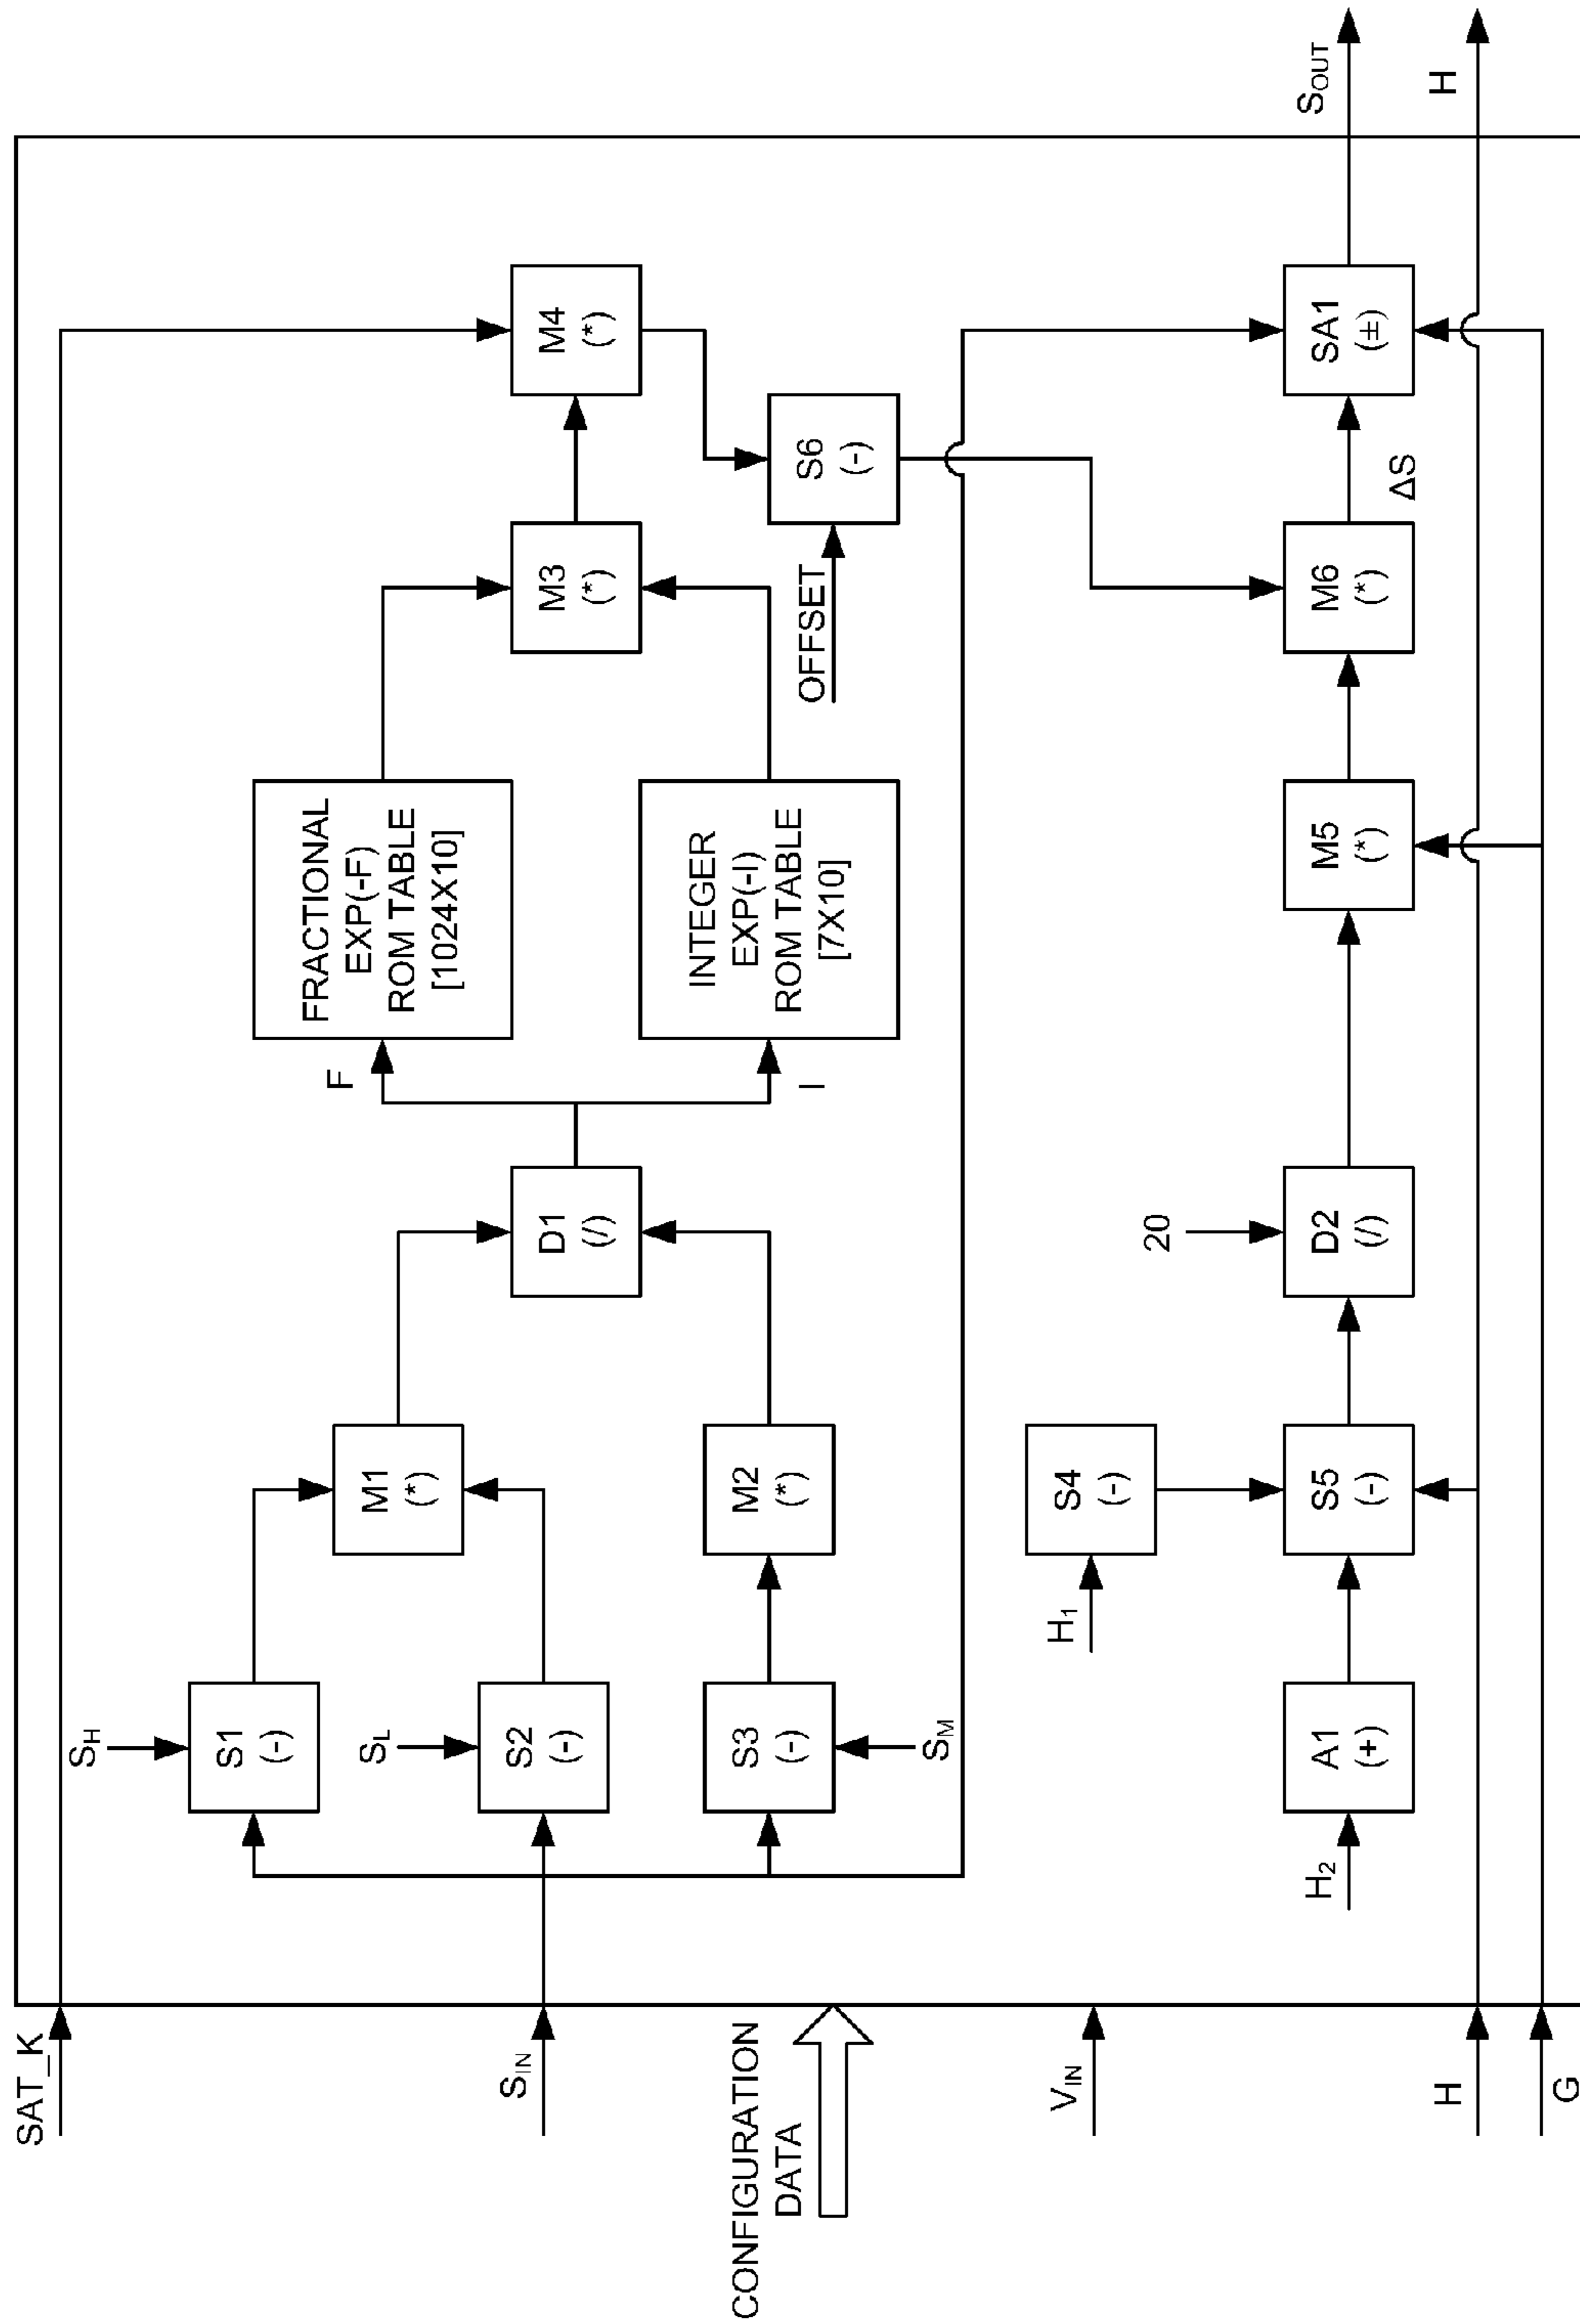 SAT_K
S_IN
CONFIGURATION
DATA
V_IN
H
G
S_H
S1
(-)
S_L
S2
(-)
S3
(-)
S_M
M1
(*)
M2
(*)
D1
(/)
F
I
FRACTIONAL
EXP(-F)
ROM TABLE
[1024X10]
INTEGER
EXP(-I)
ROM TABLE
[7X10]
M3
(*)
M4
(*)
OFFSET
S6
(-)
H₂
A1
(+)
H₁
S4
(-)
S5
(-)
20
D2
(/)
M5
(*)
M6
(*)
ΔS
SA1
(±)
S_OUT
H